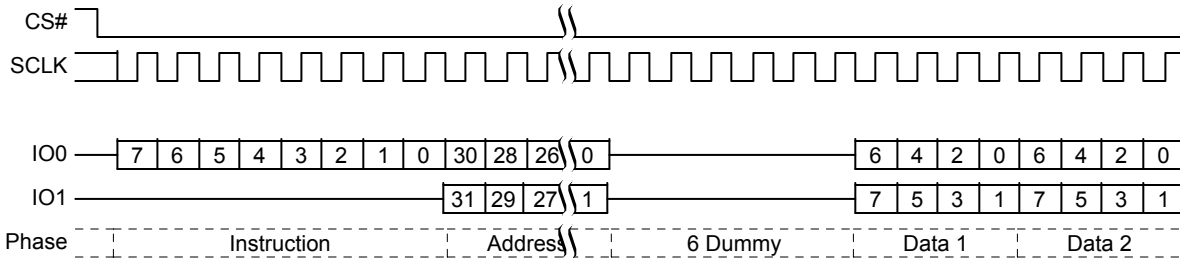 CS#
SCLK
IO0 7 6 5 4 3 2 1 0 30 28 26 0 6 4 2 0 6 4 2 0
IO1 31 29 27 1 7 5 3 1 7 5 3 1
Phase Instruction Address 6 Dummy Data 1 Data 2